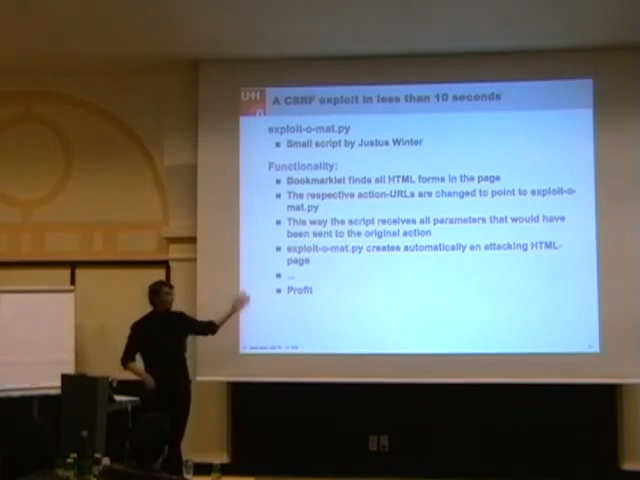 UH
A CSRF exploit in less than 10 seconds
exploit-o-mat.py
Small script by Justus Winter
Functionality:
Bookmarklet finds all HTML forms in the page
The respective action-URLs are changed to point to exploit-o-
mat.py
This way the script receives all parameters that would have
been sent to the original action
exploit-o-mat.py creates automatically an attacking HTML-
page
...
Profit